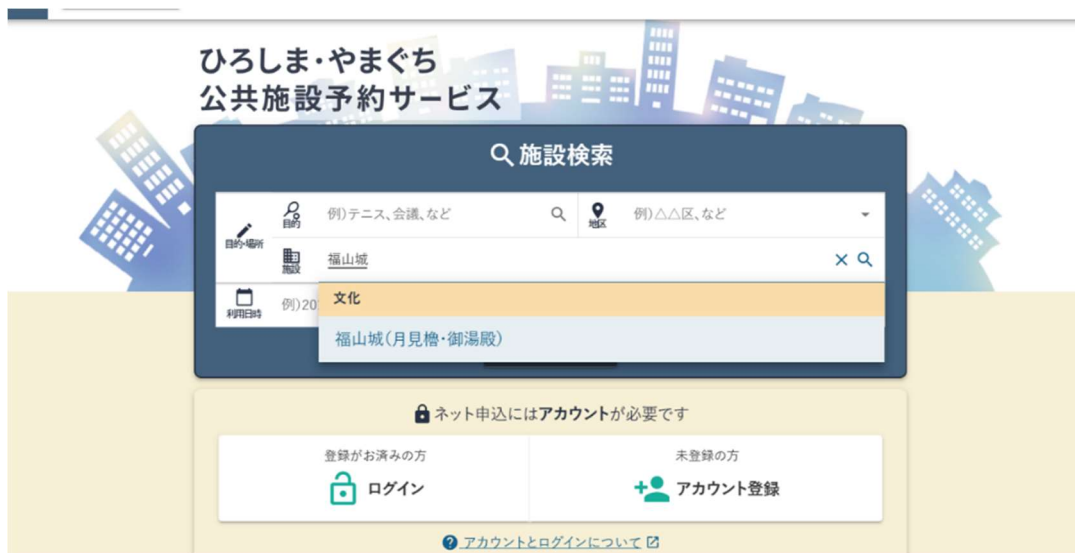 ひろしま・やまぐち
公共施設予約サービス
施設検索
目的・場所
目的
例)テニス、会議、など
地区
例)△△区、など
施設
福山城
利用日時
例)20
文化
福山城(月見櫓・御湯殿)
ネット申込にはアカウントが必要です
登録がお済みの方
ログイン
未登録の方
アカウント登録
アカウントとログインについて